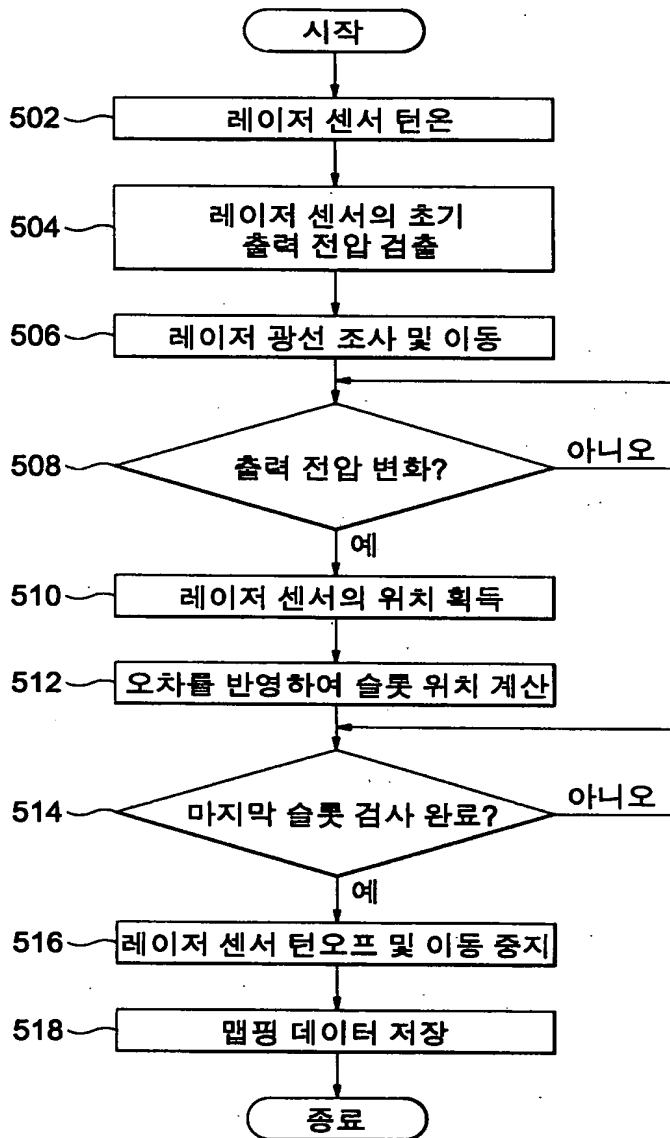 시작
502
레이저 센서 턴온
504
레이저 센서의 초기
출력 전압 검출
506
레이저 광선 조사 및 이동
508
출력 전압 변화?
아니오
예
510
레이저 센서의 위치 획득
512
오차률 반영하여 슬롯 위치 계산
514
마지막 슬롯 검사 완료?
아니오
예
516
레이저 센서 턴오프 및 이동 중지
518
맵핑 데이터 저장
종료